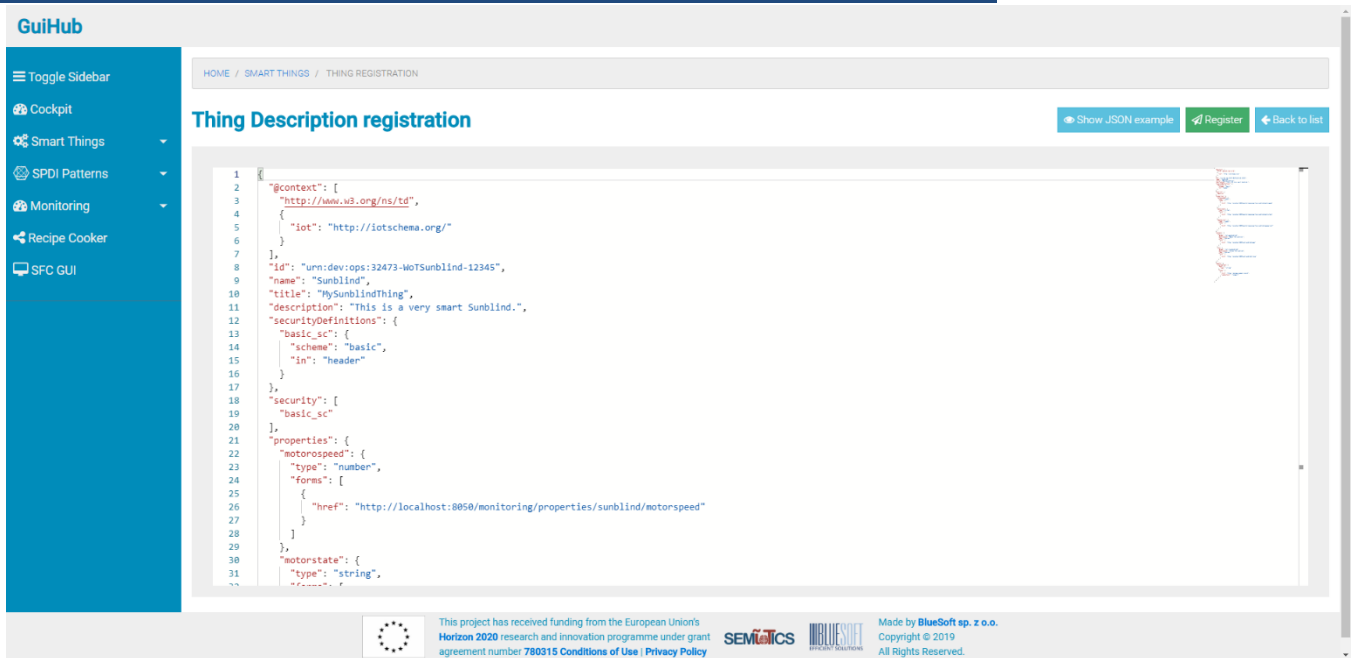 GuiHub
Toggle Sidebar
Cockpit
Smart Things
SPDI Patterns
Monitoring
Recipe Cooker
SFC GUI
HOME / SMART THINGS / THING REGISTRATION
Thing Description registration
Show JSON example
Register
Back to list
1 {
2 "@context": [
3 "http://www.w3.org/ns/td",
4 {
5 "iot": "http://iotschema.org/"
6 }
7 ],
8 "id": "urn:dev:ops:32473-WoTSunblind-12345",
9 "name": "Sunblind",
10 "title": "MySunblindThing",
11 "description": "This is a very smart Sunblind.",
12 "securityDefinitions": {
13 "basic_sc": {
14 "scheme": "basic",
15 "in": "header"
16 }
17 },
18 "security": [
19 "basic_sc"
20 ],
21 "properties": {
22 "motorospeed": {
23 "type": "number",
24 "forms": [
25 {
26 "href": "http://localhost:8050/monitoring/properties/sunblind/motorspeed"
27 }
28 ]
29 },
30 "motorstate": {
31 "type": "string",
This project has received funding from the European Union's
Horizon 2020 research and innovation programme under grant
agreement number 780315 Conditions of Use | Privacy Policy
SEMIoTICS
BLUESOFT
EFFICIENT SOLUTIONS
Made by BlueSoft sp. z o.o.
Copyright © 2019
All Rights Reserved.